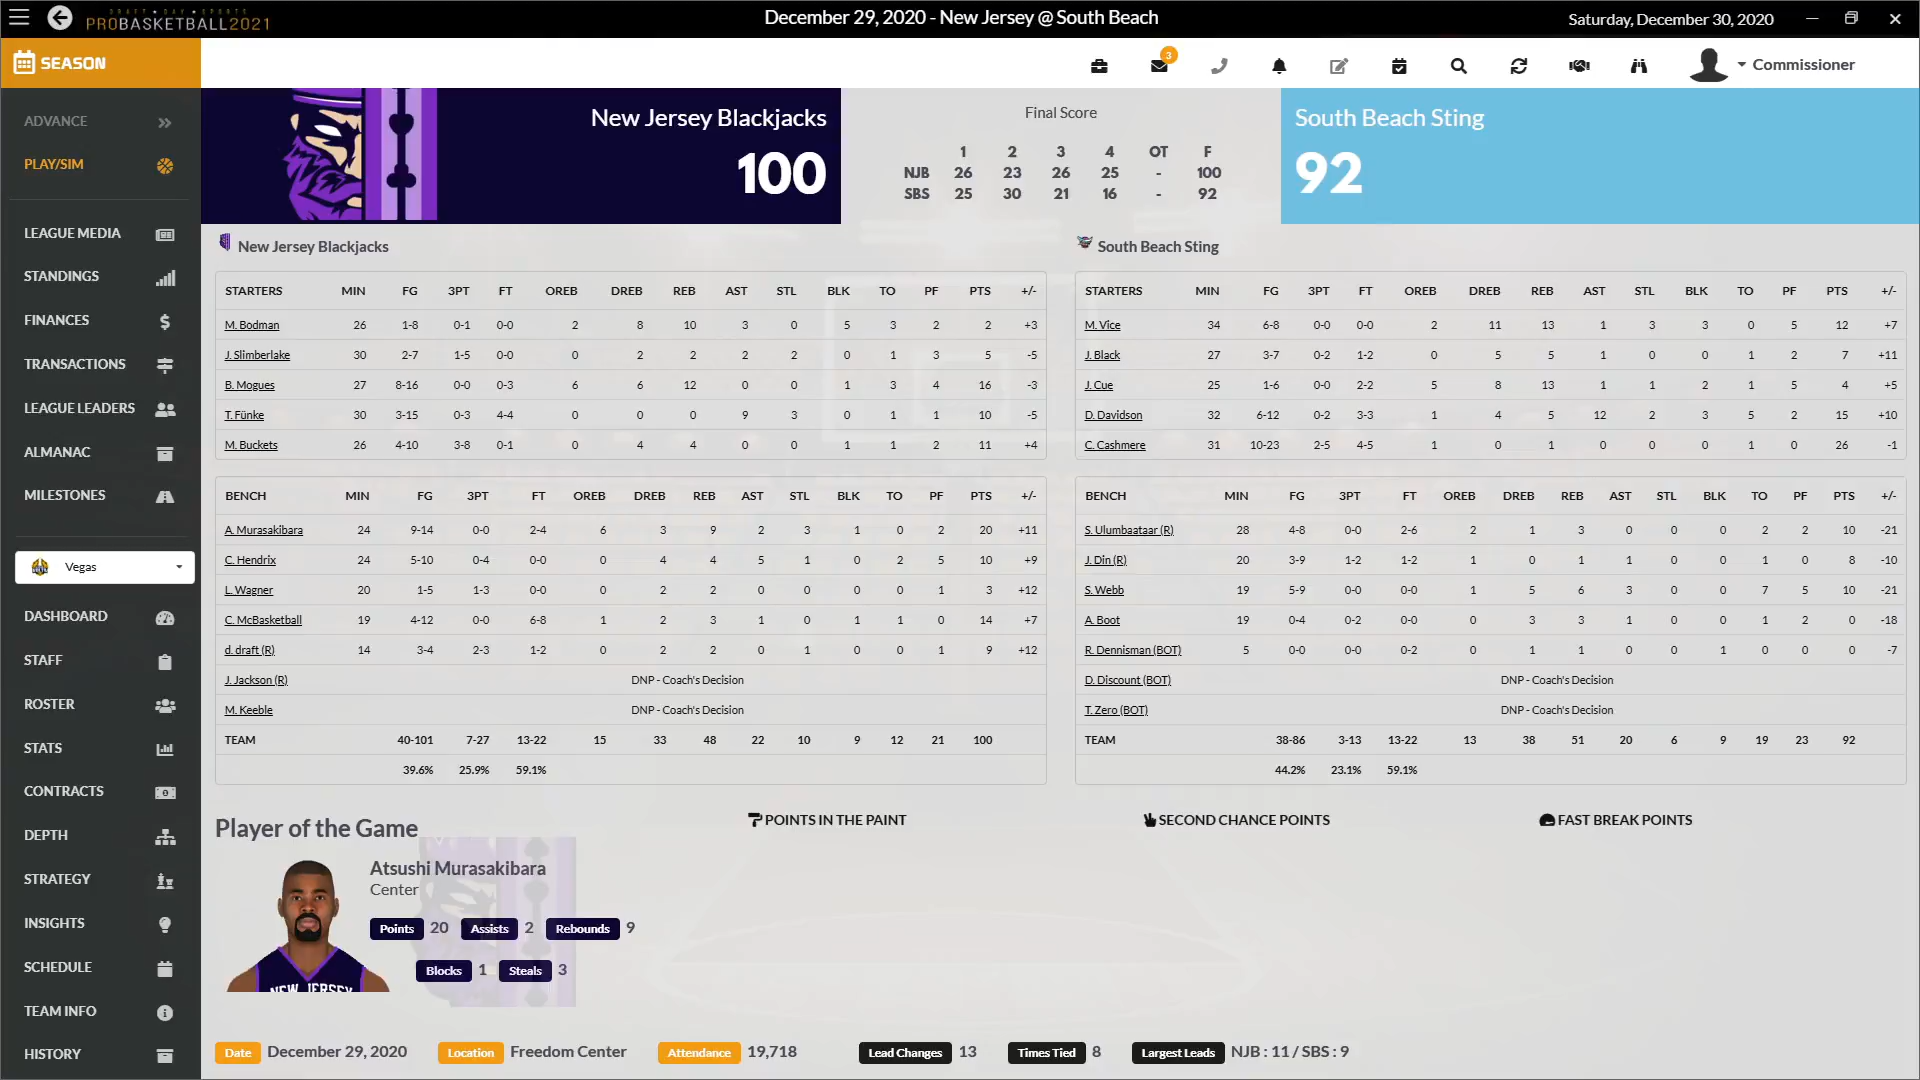 DRAFT DAY SPORTS
PROBASKETBALL2021
December 29, 2020 - New Jersey @ South Beach
Saturday, December 30, 2020
SEASON
3
Commissioner
ADVANCE
PLAY/SIM
LEAGUE MEDIA
STANDINGS
FINANCES
TRANSACTIONS
LEAGUE LEADERS
ALMANAC
MILESTONES
Vegas
DASHBOARD
STAFF
ROSTER
STATS
CONTRACTS
DEPTH
STRATEGY
INSIGHTS
SCHEDULE
TEAM INFO
HISTORY
New Jersey Blackjacks
100
Final Score
1 2 3 4 OT F
NJB 26 23 26 25 - 100
SBS 25 30 21 16 - 92
South Beach Sting
92
New Jersey Blackjacks
STARTERS MIN FG 3PT FT OREB DREB REB AST STL BLK TO PF PTS +/-
M. Bodman 26 1-8 0-1 0-0 2 8 10 3 0 5 3 2 2 +3
J. Slimberlake 30 2-7 1-5 0-0 0 2 2 2 2 0 1 3 5 -5
B. Mogues 27 8-16 0-0 0-3 6 6 12 0 0 1 3 4 16 -3
T. Fünke 30 3-15 0-3 4-4 0 0 0 9 3 0 1 1 10 -5
M. Buckets 26 4-10 3-8 0-1 0 4 4 0 0 1 1 2 11 +4
BENCH MIN FG 3PT FT OREB DREB REB AST STL BLK TO PF PTS +/-
A. Murasakibara 24 9-14 0-0 2-4 6 3 9 2 3 1 0 2 20 +11
C. Hendrix 24 5-10 0-4 0-0 0 4 4 5 1 0 2 5 10 +9
L. Wagner 20 1-5 1-3 0-0 0 2 2 0 0 0 0 1 3 +12
C. McBasketball 19 4-12 0-0 6-8 1 2 3 1 0 1 1 0 14 +7
d. draft (R) 14 3-4 2-3 1-2 0 2 2 0 1 0 0 1 9 +12
J. Jackson (R) DNP - Coach's Decision
M. Keeble DNP - Coach's Decision
TEAM 40-101 7-27 13-22 15 33 48 22 10 9 12 21 100
39.6% 25.9% 59.1%
South Beach Sting
STARTERS MIN FG 3PT FT OREB DREB REB AST STL BLK TO PF PTS +/-
M. Vice 34 6-8 0-0 0-0 2 11 13 1 3 3 0 5 12 +7
J. Black 27 3-7 0-2 1-2 0 5 5 1 0 0 1 2 7 +11
J. Cue 25 1-6 0-0 2-2 5 8 13 1 1 2 1 5 4 +5
D. Davidson 32 6-12 0-2 3-3 1 4 5 12 2 3 5 2 15 +10
C. Cashmere 31 10-23 2-5 4-5 1 0 1 0 0 0 1 0 26 -1
BENCH MIN FG 3PT FT OREB DREB REB AST STL BLK TO PF PTS +/-
S. Ulumbaataar (R) 28 4-8 0-0 2-6 2 1 3 0 0 0 2 2 10 -21
J. Din (R) 20 3-9 1-2 1-2 1 0 1 1 0 0 1 0 8 -10
S. Webb 19 5-9 0-0 0-0 1 5 6 3 0 0 7 5 10 -21
A. Boot 19 0-4 0-2 0-0 0 3 3 1 0 0 1 2 0 -18
R. Dennisman (BOT) 5 0-0 0-0 0-2 0 1 1 0 0 1 0 0 0 -7
D. Discount (BOT) DNP - Coach's Decision
T. Zero (BOT) DNP - Coach's Decision
TEAM 38-86 3-13 13-22 13 38 51 20 6 9 19 23 92
44.2% 23.1% 59.1%
Player of the Game
Atsushi Murasakibara
Center
Points 20 Assists 2 Rebounds 9
Blocks 1 Steals 3
NEW JERSEY
POINTS IN THE PAINT
SECOND CHANCE POINTS
FAST BREAK POINTS
Date December 29, 2020 Location Freedom Center Attendance 19,718 Lead Changes 13 Times Tied 8 Largest Leads NJB : 11 / SBS : 9